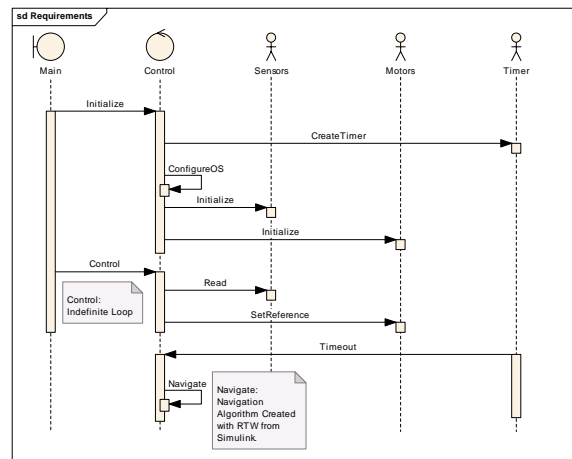 sd Requirements
Main
Control
Sensors
Motors
Timer
Initialize
CreateTimer
ConfigureOS
Initialize
Initialize
Control
Control:
Indefinite Loop
Read
SetReference
Timeout
Navigate
Navigate:
Navigation
Algorithm Created
with RTW from
Simulink.